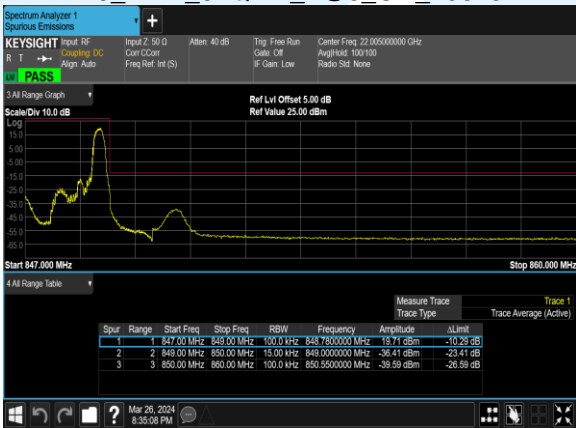 Spectrum Analyzer 1
Spurious Emissions
KEYSIGHT Input: RF Input Z: 50 Ω Atten: 40 dB Trig: Free Run Center Freq: 22.005000000 GHz
R T Coupling: DC Corr CCorr Gate: Off Avg|Hold: 100/100
Align: Auto Freq Ref: Int (S) IF Gain: Low Radio Std: None
PASS
3 All Range Graph
Ref Lvl Offset 5.00 dB
Scale/Div 10.0 dB Ref Value 25.00 dBm
Log
15.0
5.00
-5.00
-15.0
-25.0
-35.0
-45.0
-55.0
-65.0
Start 847.000 MHz Stop 860.000 MHz
4 All Range Table
Measure Trace Trace 1
Trace Type Trace Average (Active)
Spur Range Start Freq Stop Freq RBW Frequency Amplitude ΔLimit
1 1 847.00 MHz 849.00 MHz 100.0 kHz 848.7800000 MHz 19.71 dBm -10.29 dB
2 2 849.00 MHz 850.00 MHz 15.00 kHz 849.0000000 MHz -36.41 dBm -23.41 dB
3 3 850.00 MHz 860.00 MHz 100.0 kHz 850.5500000 MHz -39.59 dBm -26.59 dB
?
Mar 26, 2024
8:35:08 PM